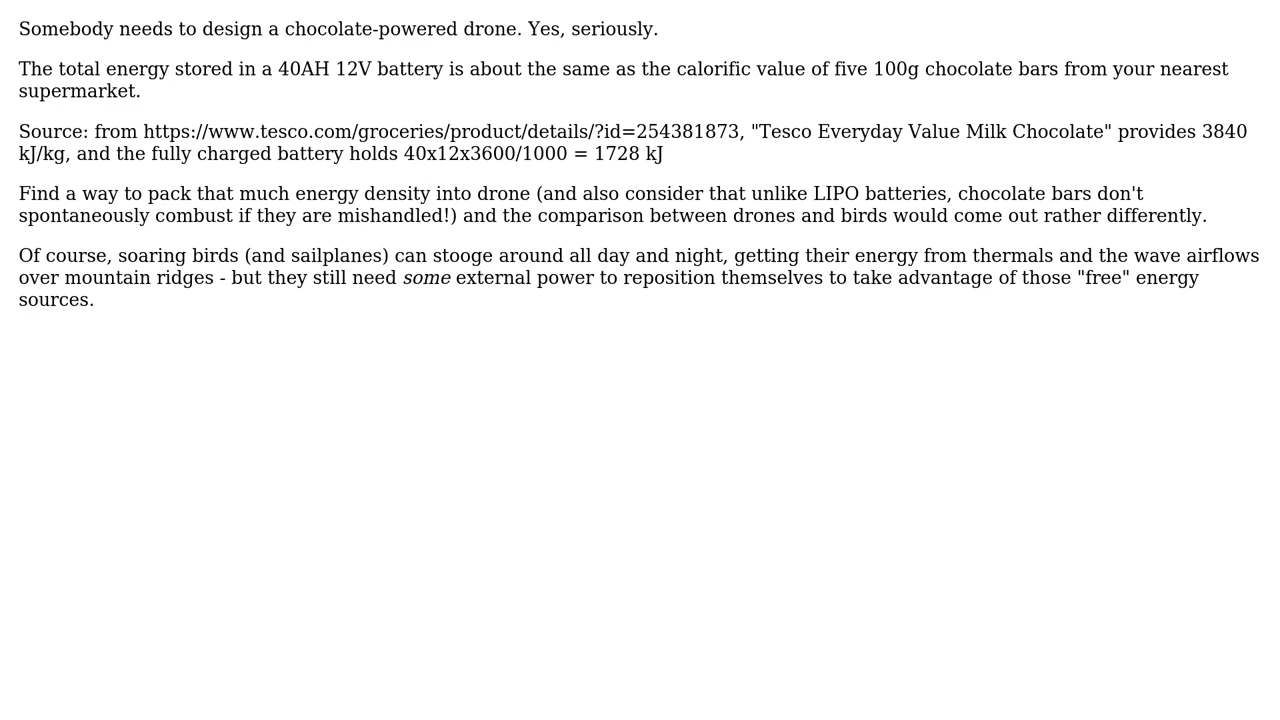 Somebody needs to design a chocolate-powered drone. Yes, seriously.
The total energy stored in a 40AH 12V battery is about the same as the calorific value of five 100g chocolate bars from your nearest
supermarket.
Source: from https://www.tesco.com/groceries/product/details/?id=254381873, "Tesco Everyday Value Milk Chocolate" provides 3840
kJ/kg, and the fully charged battery holds 40x12x3600/1000 = 1728 kJ
Find a way to pack that much energy density into drone (and also consider that unlike LIPO batteries, chocolate bars don't
spontaneously combust if they are mishandled!) and the comparison between drones and birds would come out rather differently.
Of course, soaring birds (and sailplanes) can stooge around all day and night, getting their energy from thermals and the wave airflows
over mountain ridges - but they still need some external power to reposition themselves to take advantage of those "free" energy
sources.